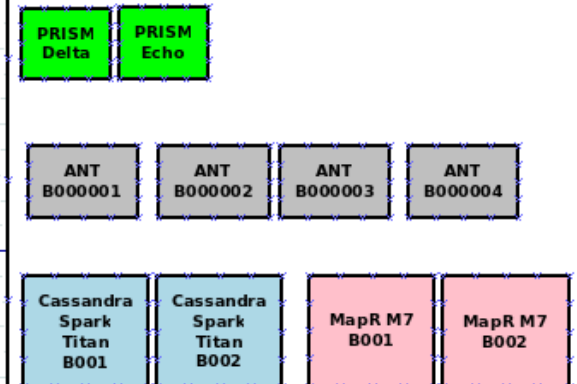 PRISM
Delta
PRISM
Echo
ANT
B000001
ANT
B000002
ANT
B000003
ANT
B000004
Cassandra
Spark
Titan
B001
Cassandra
Spark
Titan
B002
MapR M7
B001
MapR M7
B002